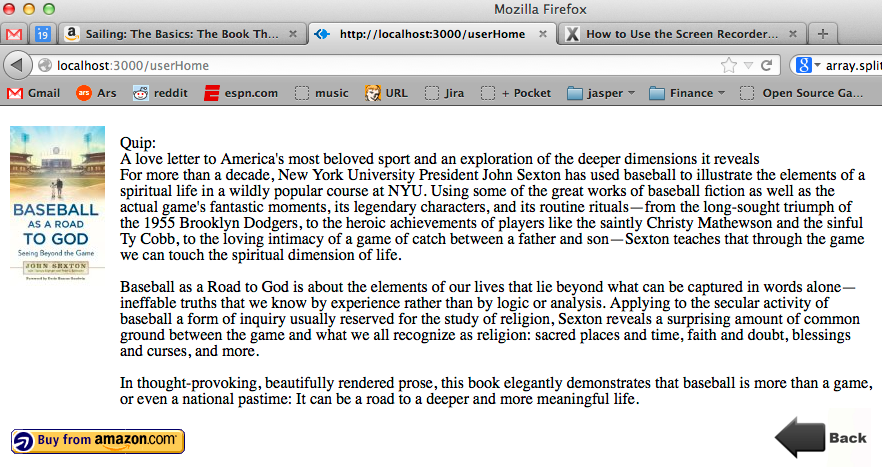 Mozilla Firefox
19 a Sailing: The Basics: The Book Th... × http://localhost:3000/userHome × X How to Use the Screen Recorder... × +
localhost:3000/userHome 8 array.split
Gmail ars Ars reddit E espn.com music URL Jira + Pocket jasper Finance Open Source Ga...
Quip:
A love letter to America's most beloved sport and an exploration of the deeper dimensions it reveals
For more than a decade, New York University President John Sexton has used baseball to illustrate the elements of a
spiritual life in a wildly popular course at NYU. Using some of the great works of baseball fiction as well as the
actual game's fantastic moments, its legendary characters, and its routine rituals—from the long-sought triumph of
the 1955 Brooklyn Dodgers, to the heroic achievements of players like the saintly Christy Mathewson and the sinful
Ty Cobb, to the loving intimacy of a game of catch between a father and son—Sexton teaches that through the game
we can touch the spiritual dimension of life.
Baseball as a Road to God is about the elements of our lives that lie beyond what can be captured in words alone—
ineffable truths that we know by experience rather than by logic or analysis. Applying to the secular activity of
baseball a form of inquiry usually reserved for the study of religion, Sexton reveals a surprising amount of common
ground between the game and what we all recognize as religion: sacred places and time, faith and doubt, blessings
and curses, and more.
In thought-provoking, beautifully rendered prose, this book elegantly demonstrates that baseball is more than a game,
or even a national pastime: It can be a road to a deeper and more meaningful life.
BASEBALL
AS A ROAD
TO GOD
Seeing Beyond the Game
JOHN SEXTON
Buy from amazon.com
Back